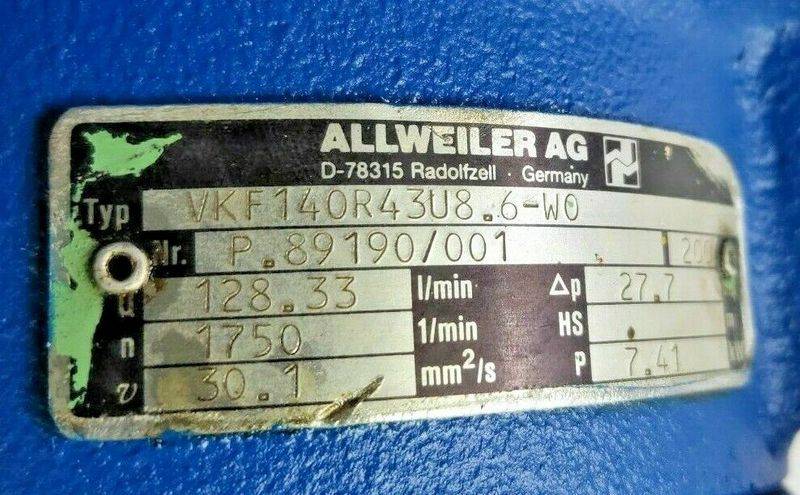 ALLWEILER AG
D-78315 Radolfzell · Germany
Typ VKF140R43U8.6-W0
Nr. P.89190/001
128.33 l/min Δp 27.7
n 1750 1/min HS
ν 30.1 mm²/s P 7.41